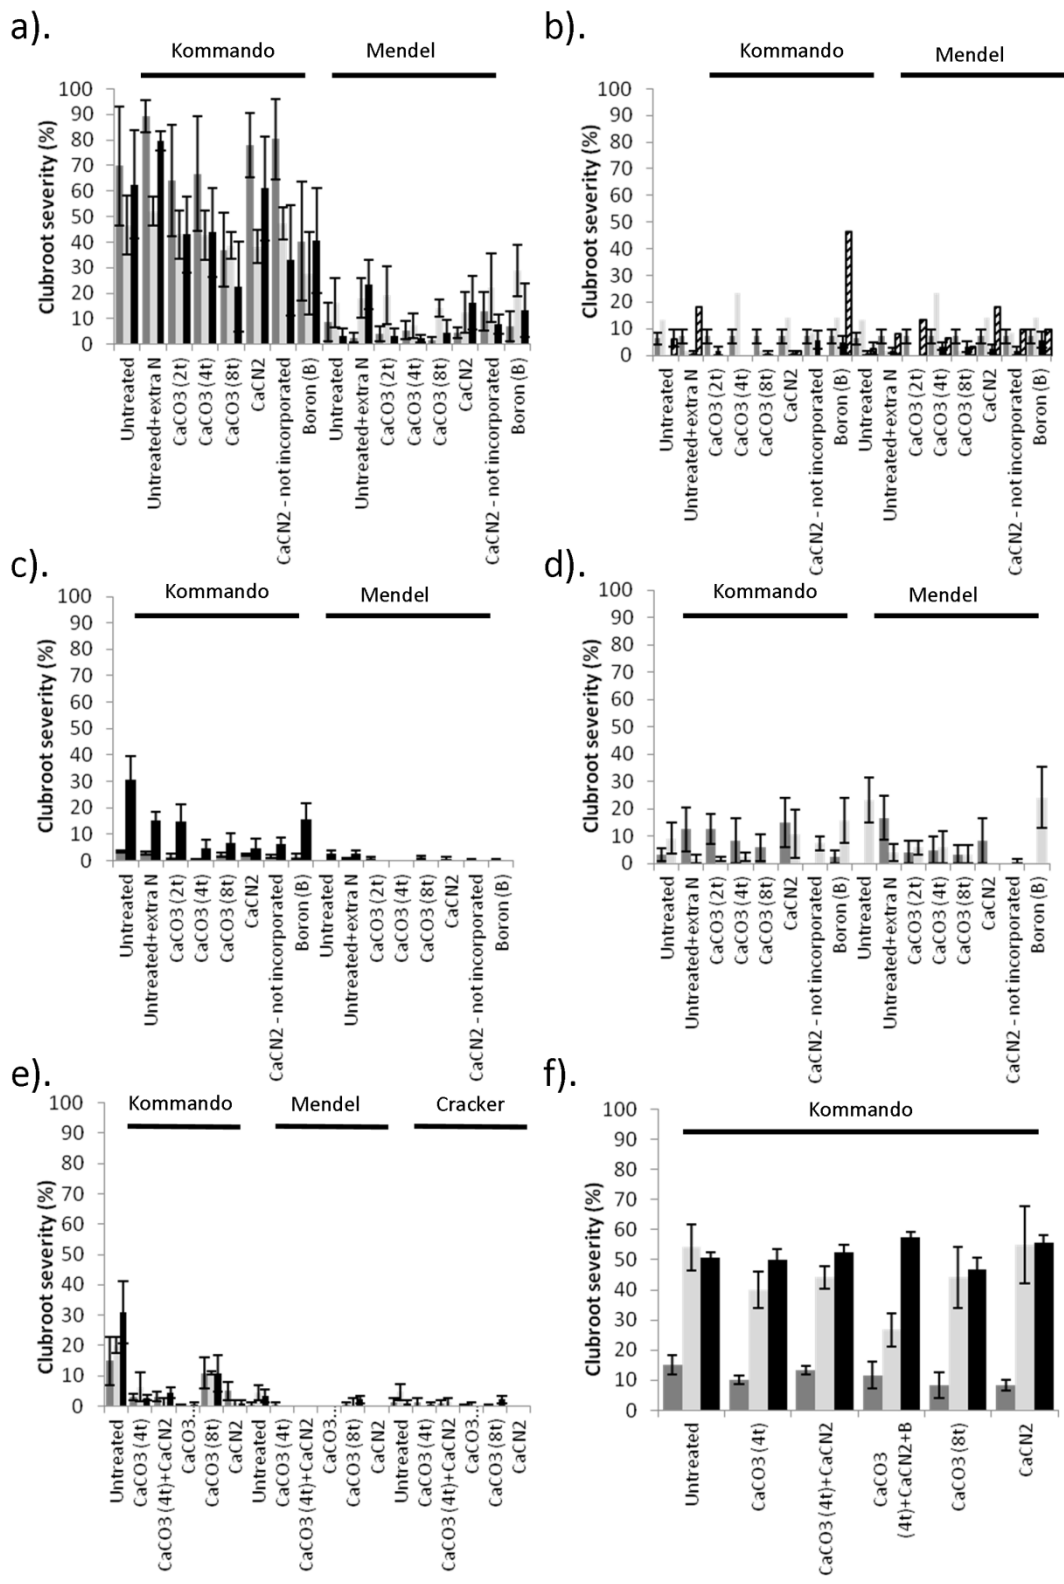 a).
Kommando Mendel
Clubroot severity (%)
100
90
80
70
60
50
40
30
20
10
0
Untreated
Untreated+extra N
CaCO3 (2t)
CaCO3 (4t)
CaCO3 (8t)
CaCN2
CaCN2 - not incorporated
Boron (B)
Untreated
Untreated+extra N
CaCO3 (2t)
CaCO3 (4t)
CaCO3 (8t)
CaCN2
CaCN2 - not incorporated
Boron (B)
b).
Kommando Mendel
Clubroot severity (%)
100
90
80
70
60
50
40
30
20
10
0
Untreated
Untreated+extra N
CaCO3 (2t)
CaCO3 (4t)
CaCO3 (8t)
CaCN2
CaCN2 - not incorporated
Boron (B)
Untreated
Untreated+extra N
CaCO3 (2t)
CaCO3 (4t)
CaCO3 (8t)
CaCN2
CaCN2 - not incorporated
Boron (B)
c).
Kommando Mendel
Clubroot severity (%)
100
90
80
70
60
50
40
30
20
10
0
Untreated
Untreated+extra N
CaCO3 (2t)
CaCO3 (4t)
CaCO3 (8t)
CaCN2
CaCN2 - not incorporated
Boron (B)
Untreated
Untreated+extra N
CaCO3 (2t)
CaCO3 (4t)
CaCO3 (8t)
CaCN2
CaCN2 - not incorporated
Boron (B)
d).
Kommando Mendel
Clubroot severity (%)
100
90
80
70
60
50
40
30
20
10
0
Untreated
Untreated+extra N
CaCO3 (2t)
CaCO3 (4t)
CaCO3 (8t)
CaCN2
CaCN2 - not incorporated
Boron (B)
Untreated
Untreated+extra N
CaCO3 (2t)
CaCO3 (4t)
CaCO3 (8t)
CaCN2
CaCN2 - not incorporated
Boron (B)
e).
Kommando Mendel Cracker
Clubroot severity (%)
100
90
80
70
60
50
40
30
20
10
0
Untreated
CaCO3 (4t)
CaCO3 (4t)+CaCN2
CaCO3...
CaCO3 (8t)
CaCN2
Untreated
CaCO3 (4t)
CaCO3 (4t)+CaCN2
CaCO3...
CaCO3 (8t)
CaCN2
Untreated
CaCO3 (4t)
CaCO3 (4t)+CaCN2
CaCO3...
CaCO3 (8t)
CaCN2
f).
Kommando
Clubroot severity (%)
100
90
80
70
60
50
40
30
20
10
0
Untreated
CaCO3 (4t)
CaCO3 (4t)+CaCN2
CaCO3
(4t)+CaCN2+B
CaCO3 (8t)
CaCN2